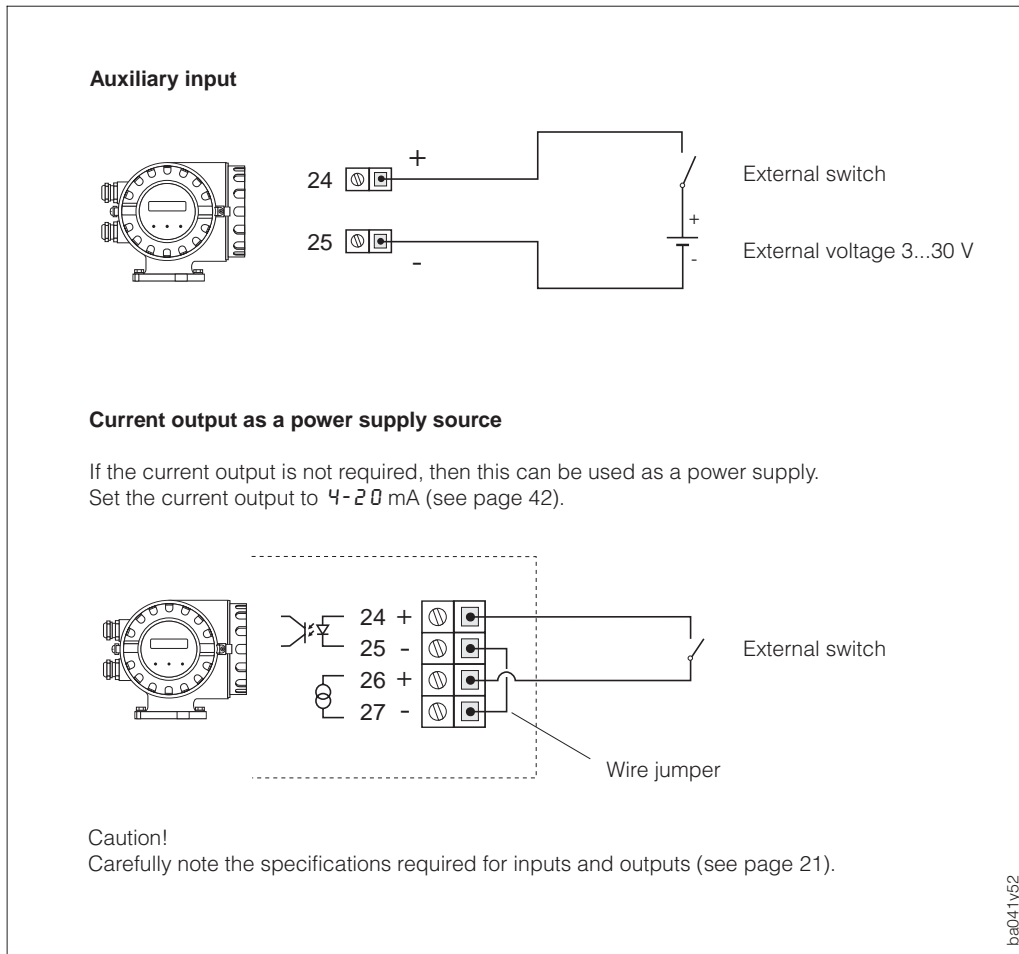 Auxiliary input
24
+
External switch
+
25
-
-
External voltage 3...30 V
Current output as a power supply source
If the current output is not required, then this can be used as a power supply.
Set the current output to 4-20 mA (see page 42).
24 +
25 -
26 +
27 -
External switch
Wire jumper
Caution!
Carefully note the specifications required for inputs and outputs (see page 21).
ba041v52